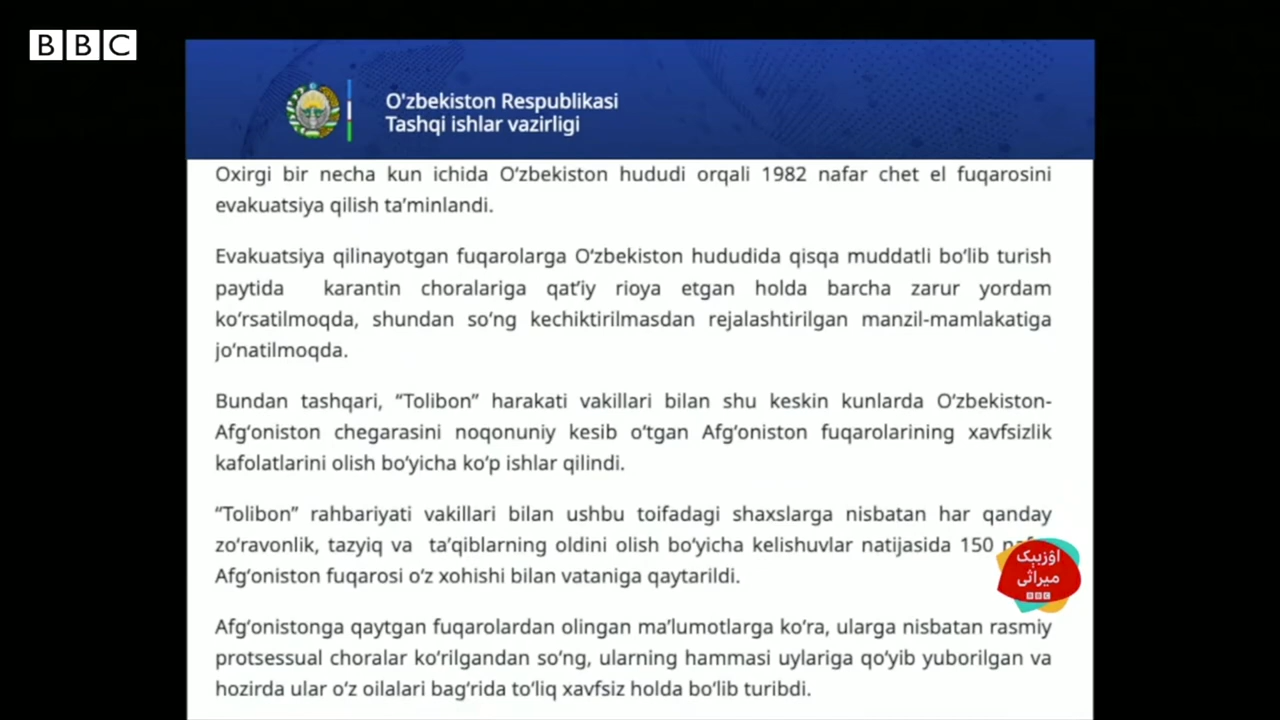 BBC
O'zbekiston Respublikasi
Tashqi ishlar vazirligi
Oxirgi bir necha kun ichida O‘zbekiston hududi orqali 1982 nafar chet el fuqarosini
evakuatsiya qilish ta’minlandi.
Evakuatsiya qilinayotgan fuqarolarga O‘zbekiston hududida qisqa muddatli bo‘lib turish
paytida karantin choralariga qat’iy rioya etgan holda barcha zarur yordam
ko‘rsatilmoqda, shundan so‘ng kechiktirilmasdan rejalashtirilgan manzil-mamlakatiga
jo‘natilmoqda.
Bundan tashqari, “Tolibon” harakati vakillari bilan shu keskin kunlarda O‘zbekiston-
Afg‘oniston chegarasini noqonuniy kesib o‘tgan Afg‘oniston fuqarolarining xavfsizlik
kafolatlarini olish bo‘yicha ko‘p ishlar qilindi.
“Tolibon” rahbariyati vakillari bilan ushbu toifadagi shaxslarga nisbatan har qanday
zo‘ravonlik, tazyiq va ta’qiblarning oldini olish bo‘yicha kelishuvlar natijasida 150
Afg‘oniston fuqarosi o‘z xohishi bilan vataniga qaytarildi.
اۉزبېک
میراثی
BBC
Afg‘onistonga qaytgan fuqarolardan olingan ma’lumotlarga ko‘ra, ularga nisbatan rasmiy
protsessual choralar ko‘rilgandan so‘ng, ularning hammasi uylariga qo‘yib yuborilgan va
hozirda ular o‘z oilalari bag‘rida to‘liq xavfsiz holda bo‘lib turibdi.